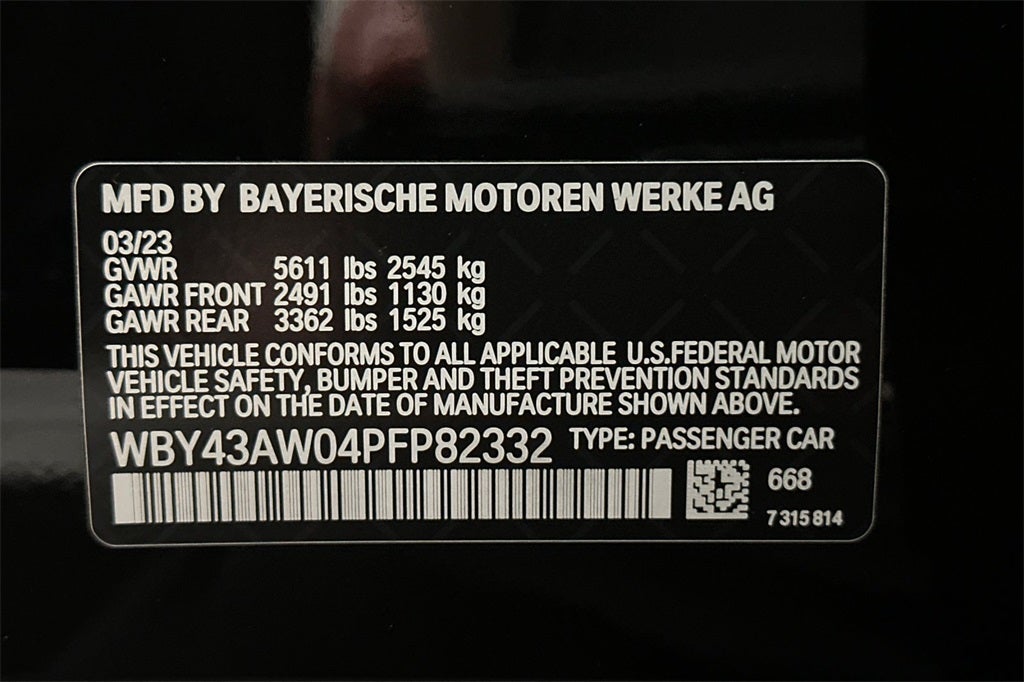 MFD BY BAYERISCHE MOTOREN WERKE AG
03/23
GVWR 5611 lbs 2545 kg
GAWR FRONT 2491 lbs 1130 kg
GAWR REAR 3362 lbs 1525 kg
THIS VEHICLE CONFORMS TO ALL APPLICABLE U.S.FEDERAL MOTOR
VEHICLE SAFETY, BUMPER AND THEFT PREVENTION STANDARDS
IN EFFECT ON THE DATE OF MANUFACTURE SHOWN ABOVE.
WBY43AW04PFP82332 TYPE: PASSENGER CAR
668
7 315 814